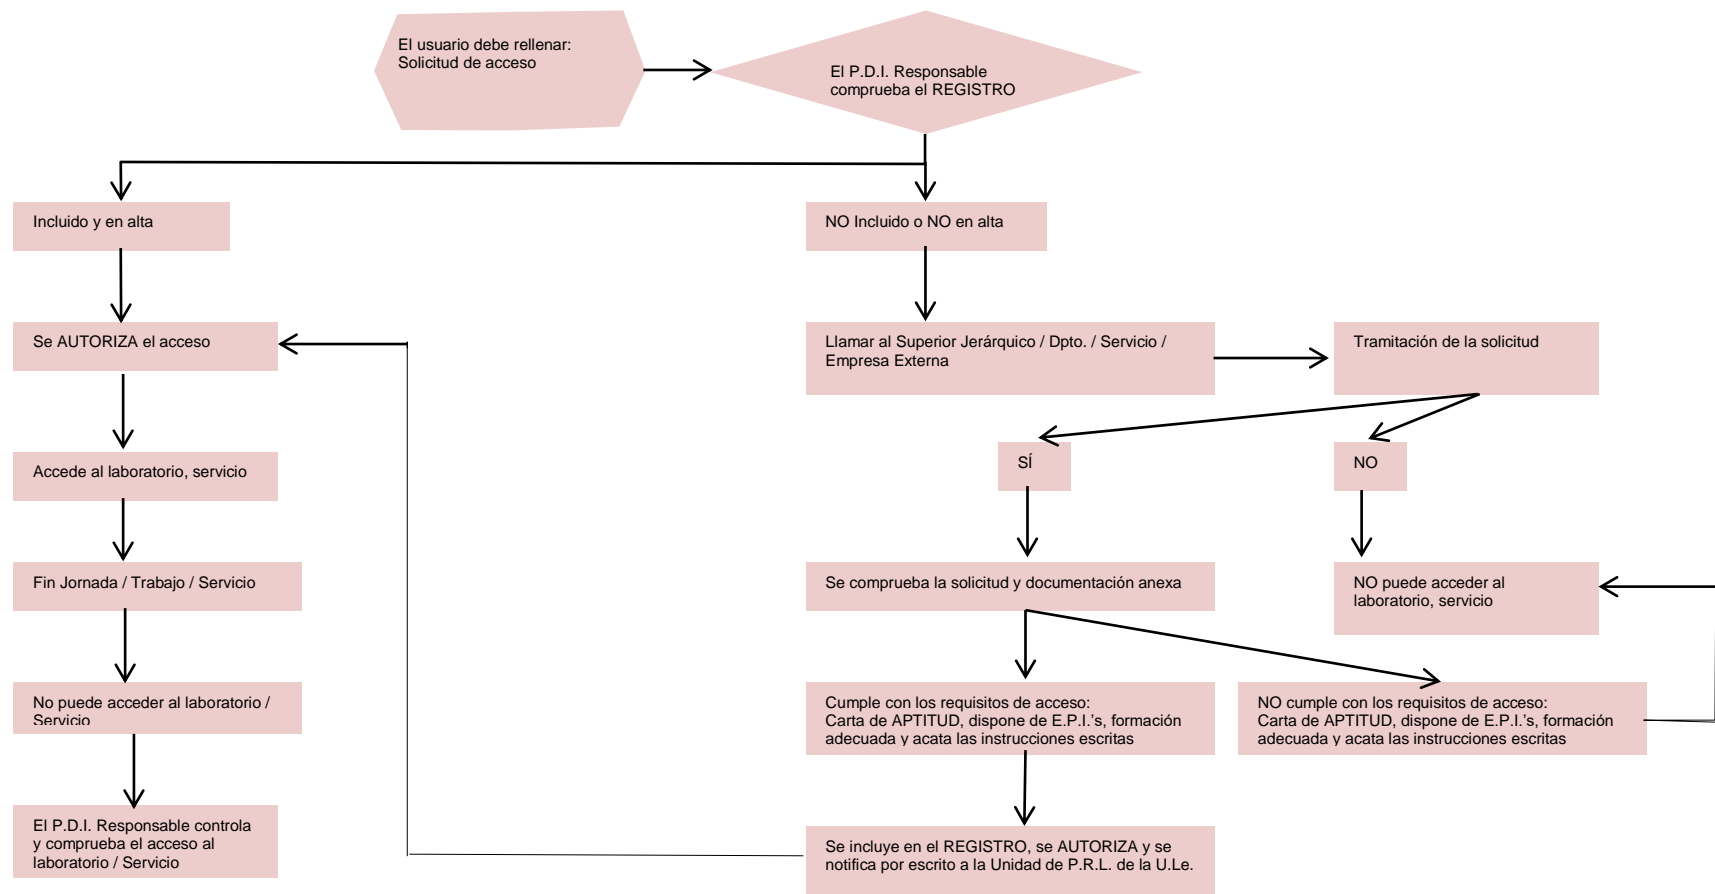 El usuario debe rellenar:
Solicitud de acceso
El P.D.I. Responsable
comprueba el REGISTRO
Incluido y en alta
NO Incluido o NO en alta
Se AUTORIZA el acceso
Llamar al Superior Jerárquico / Dpto. / Servicio /
Empresa Externa
Tramitación de la solicitud
Accede al laboratorio, servicio
SÍ
NO
Fin Jornada / Trabajo / Servicio
Se comprueba la solicitud y documentación anexa
NO puede acceder al
laboratorio, servicio
No puede acceder al laboratorio /
Servicio
Cumple con los requisitos de acceso:
Carta de APTITUD, dispone de E.P.I.'s, formación
adecuada y acata las instrucciones escritas
NO cumple con los requisitos de acceso:
Carta de APTITUD, dispone de E.P.I.'s, formación
adecuada y acata las instrucciones escritas
El P.D.I. Responsable controla
y comprueba el acceso al
laboratorio / Servicio
Se incluye en el REGISTRO, se AUTORIZA y se
notifica por escrito a la Unidad de P.R.L. de la U.Le.